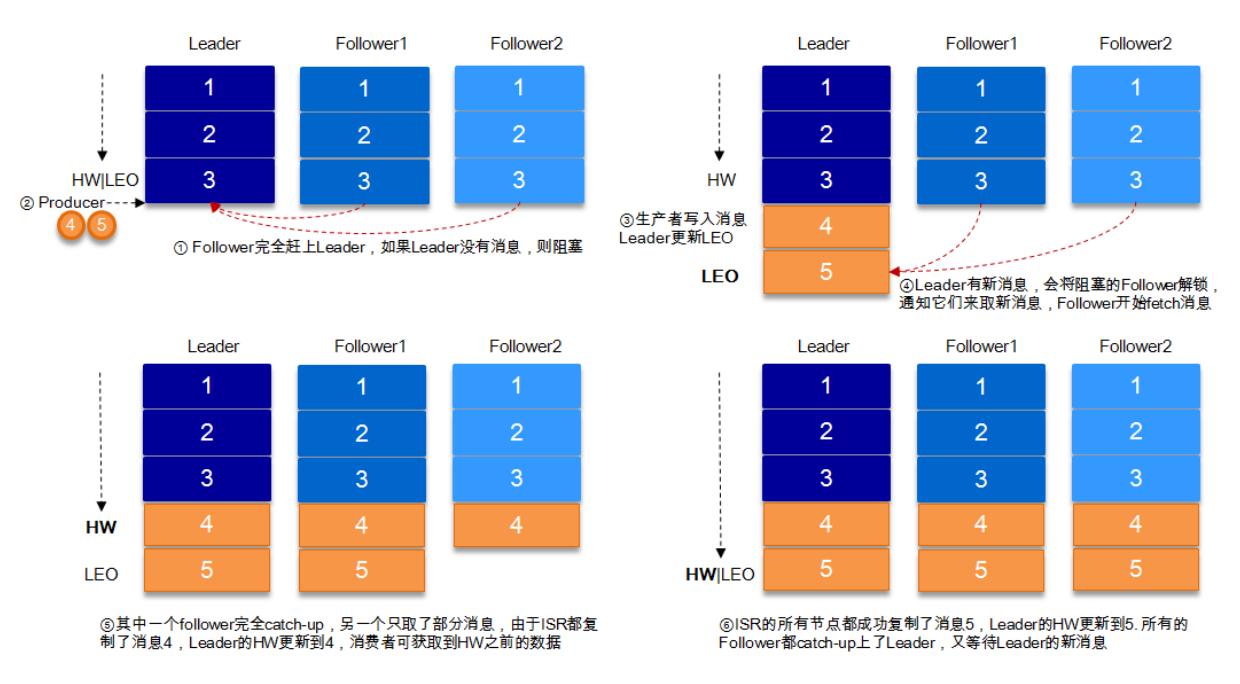 Leader Follower1 Follower2
1 1 1
2 2 2
HW|LEO 3 3 3
② Producer
4 5
① Follower完全赶上Leader，如果Leader没有消息，则阻塞
Leader Follower1 Follower2
1 1 1
2 2 2
HW 3 3 3
③生产者写入消息
Leader更新LEO
4
LEO 5
④Leader有新消息，会将阻塞的Follower解锁，
通知它们来取新消息，Follower开始fetch消息
Leader Follower1 Follower2
1 1 1
2 2 2
3 3 3
HW 4 4 4
LEO 5 5
⑤其中一个follower完全catch-up，另一个只取了部分消息，由于ISR都复
制了消息4，Leader的HW更新到4，消费者可获取到HW之前的数据
Leader Follower1 Follower2
1 1 1
2 2 2
3 3 3
4 4 4
HW|LEO 5 5 5
⑥ISR的所有节点都成功复制了消息5，Leader的HW更新到5. 所有的
Follower都catch-up上了Leader，又等待Leader的新消息